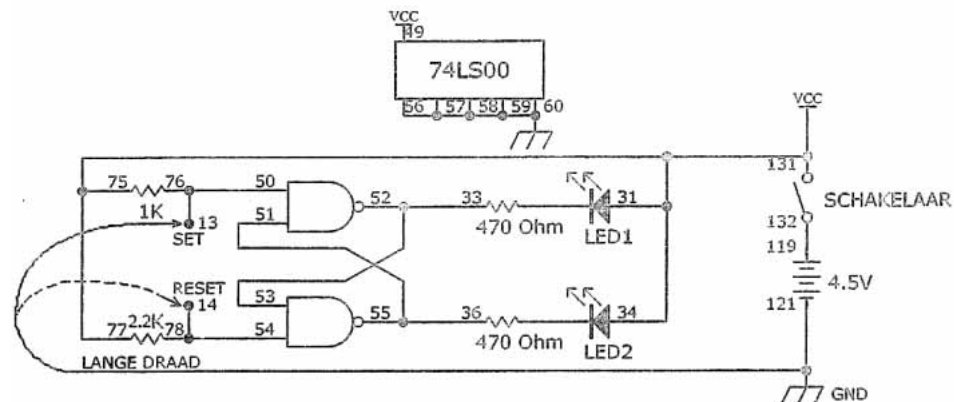 VCC
49
74LS00
56 57 58 59 60
VCC
131
75 76 50 52 33 31
1K 13 51 470 Ohm LED1
SET
SCHAKELAAR
132
119
4.5V
121
RESET
14 53
2.2K
77 78 54 55 36 34
470 Ohm LED2
LANGE DRAAD
GND